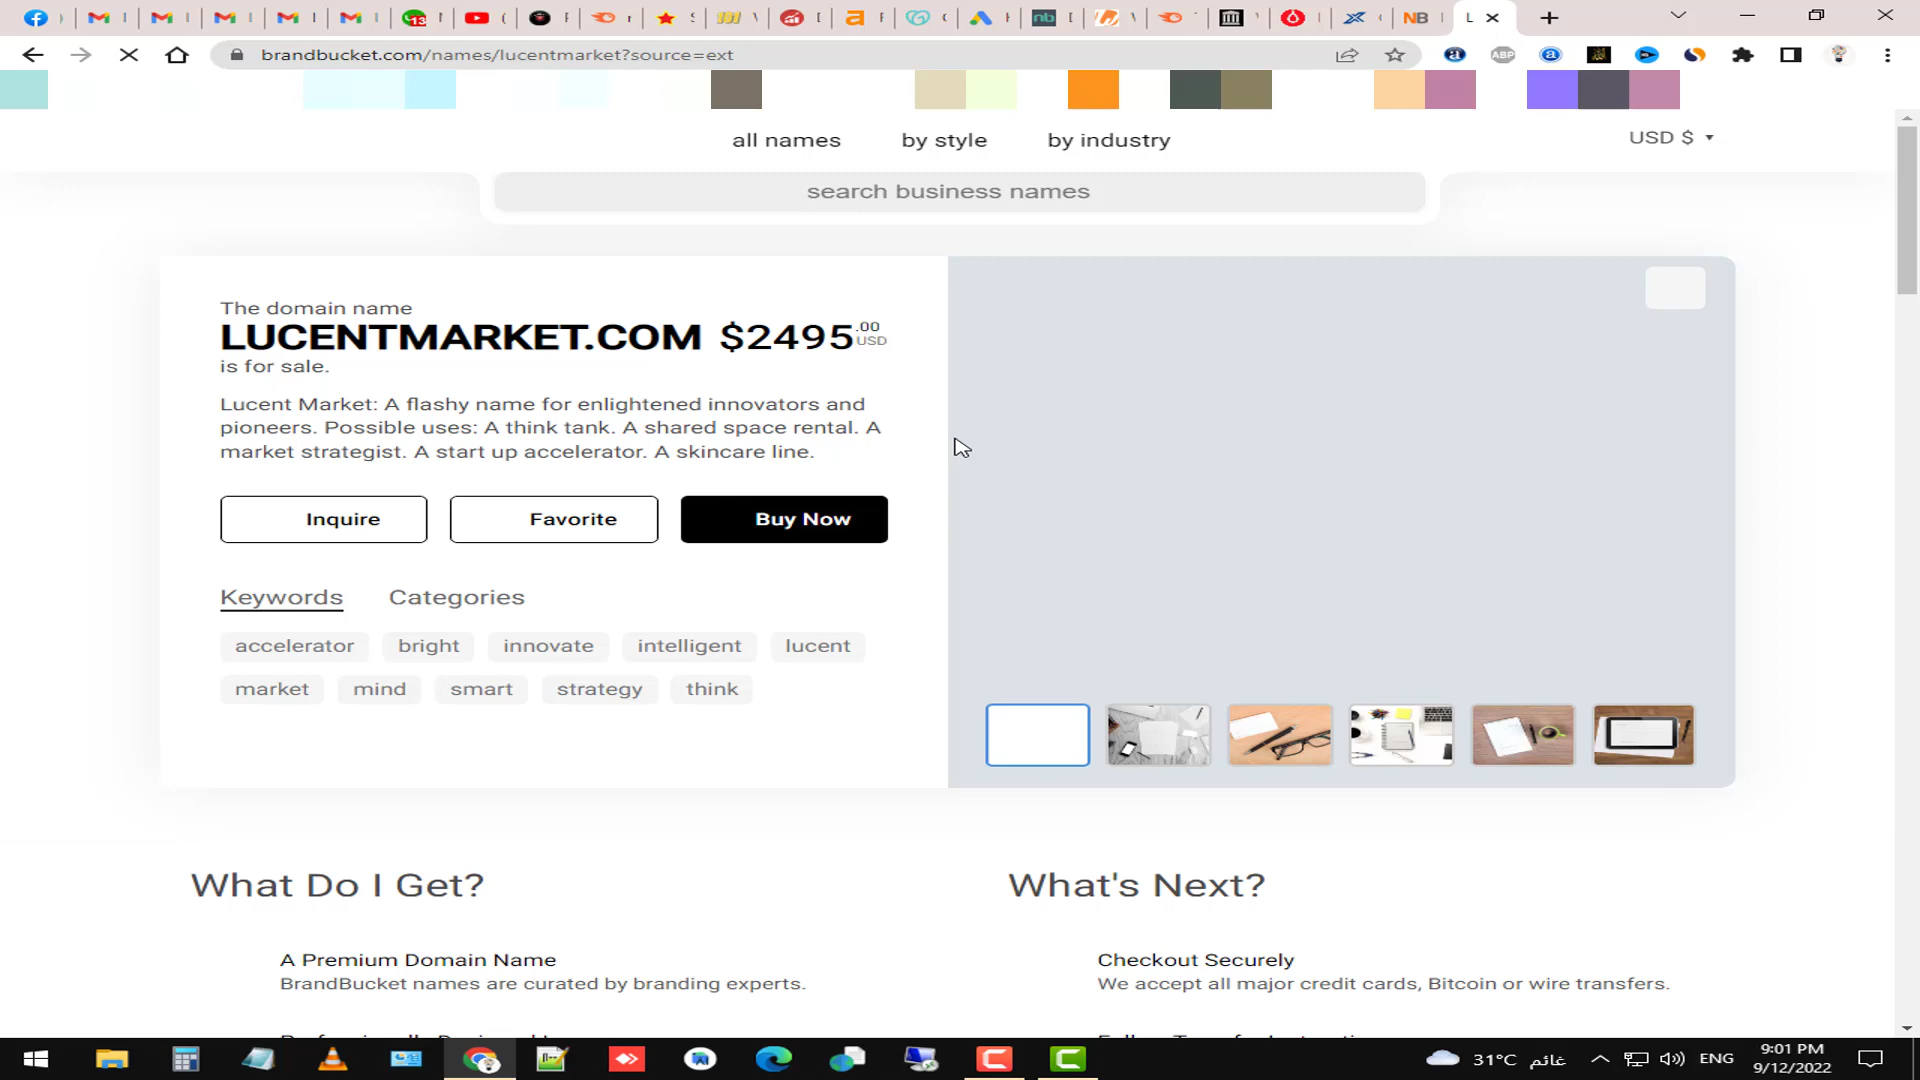 brandbucket.com/names/lucentmarket?source=ext
all names by style by industry USD $
search business names
The domain name
LUCENTMARKET.COM $2495.00 USD
is for sale.
Lucent Market: A flashy name for enlightened innovators and
pioneers. Possible uses: A think tank. A shared space rental. A
market strategist. A start up accelerator. A skincare line.
Inquire Favorite Buy Now
Keywords Categories
accelerator bright innovate intelligent lucent
market mind smart strategy think
What Do I Get?
A Premium Domain Name
BrandBucket names are curated by branding experts.
What's Next?
Checkout Securely
We accept all major credit cards, Bitcoin or wire transfers.
31°C غائم ENG
9:01 PM
9/12/2022